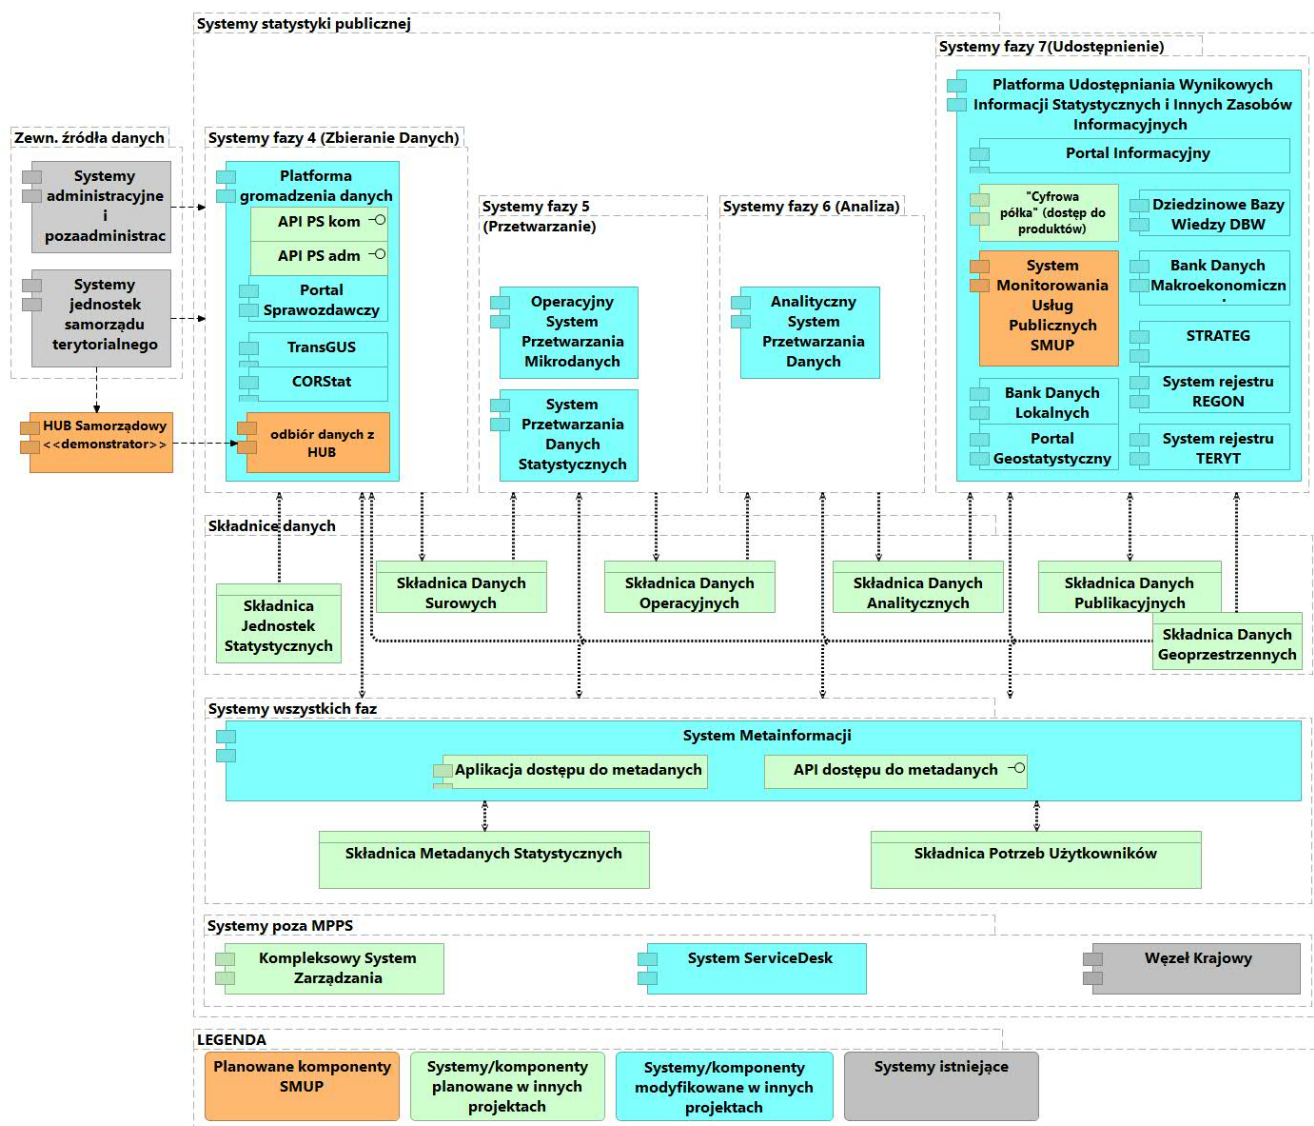 Systemy statystyki publicznej
Systemy fazy 7(Udostępnienie)
Platforma Udostępniania Wynikowych
Informacji Statystycznych i Innych Zasobów
Informacyjnych
Portal Informacyjny
"Cyfrowa
półka" (dostęp do
produktów)
Dziedzinowe Bazy
Wiedzy DBW
System
Monitorowania
Usług
Publicznych
SMUP
Bank Danych
Makroekonomiczn
STRATEG
Bank Danych
Lokalnych
System rejestru
REGON
Portal
Geostatystyczny
System rejestru
TERYT
Zewn. źródła danych
Systemy
administracyjne
i
pozaadministrac
Systemy
jednostek
samorządu
terytorialnego
HUB Samorządowy
<<demonstrator>>
Systemy fazy 4 (Zbieranie Danych)
Platforma
gromadzenia danych
API PS kom
API PS adm
Portal
Sprawozdawczy
TransGUS
CORStat
odbiór danych z
HUB
Systemy fazy 5
(Przetwarzanie)
Operacyjny
System
Przetwarzania
Mikrodanych
System
Przetwarzania
Danych
Statystycznych
Systemy fazy 6 (Analiza)
Analityczny
System
Przetwarzania
Danych
Składnice danych
Składnica
Jednostek
Statystycznych
Składnica Danych
Surowych
Składnica Danych
Operacyjnych
Składnica Danych
Analitycznych
Składnica Danych
Publikacyjnych
Składnica Danych
Geoprzestrzennych
Systemy wszystkich faz
System Metainformacji
Aplikacja dostępu do metadanych
API dostępu do metadanych
Składnica Metadanych Statystycznych
Składnica Potrzeb Użytkowników
Systemy poza MPPS
Kompleksowy System
Zarządzania
System ServiceDesk
Węzeł Krajowy
LEGENDA
Planowane komponenty
SMUP
Systemy/komponenty
planowane w innych
projektach
Systemy/komponenty
modyfikowane w innych
projektach
Systemy istniejące